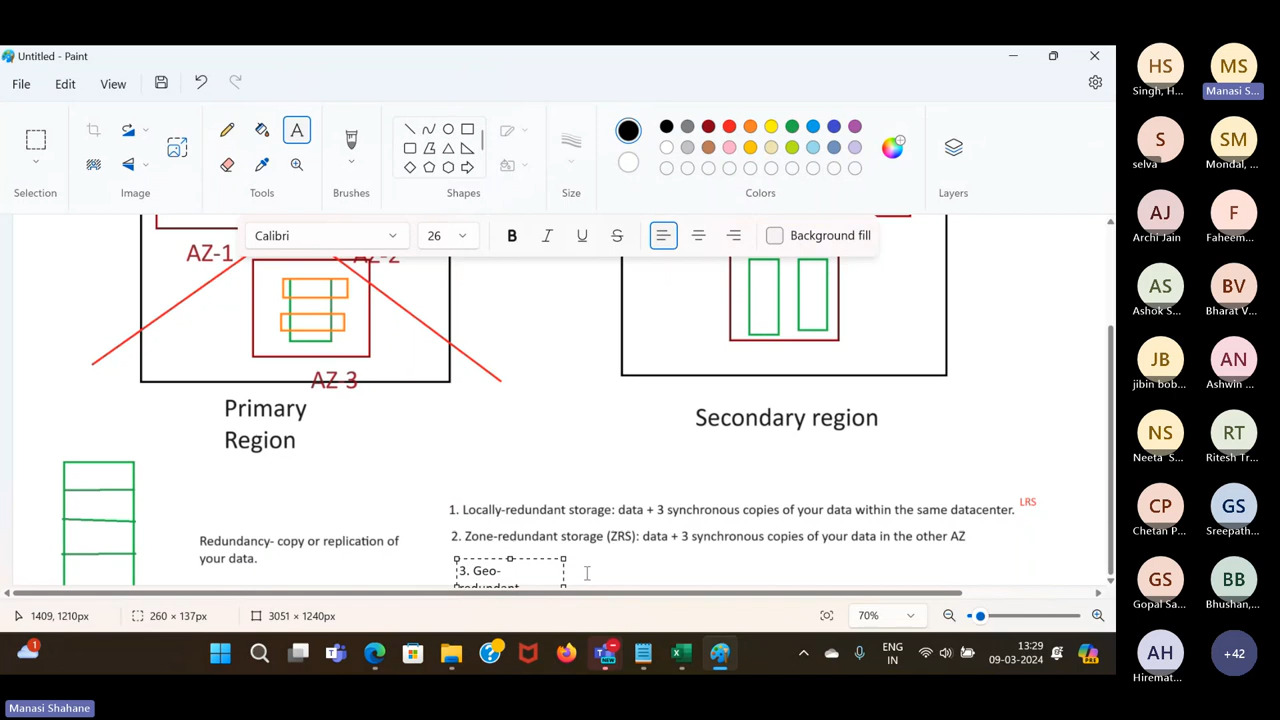 Untitled - Paint
File
Edit
View
Selection
Image
Tools
Brushes
Shapes
Size
Colors
Layers
Calibri
26
B
I
U
S
Background fill
AZ-1
AZ-2
AZ 3
Primary
Region
Secondary region
1. Locally-redundant storage: data + 3 synchronous copies of your data within the same datacenter.
LRS
2. Zone-redundant storage (ZRS): data + 3 synchronous copies of your data in the other AZ
Redundancy- copy or replication of
your data.
3. Geo-
redundant
1409, 1210px
260 × 137px
3051 × 1240px
70%
1
ENG
IN
13:29
09-03-2024
HS
Singh, H...
MS
Manasi S...
S
selva
SM
Mondal, ...
AJ
Archi Jain
F
Faheem...
AS
Ashok S...
BV
Bharat V...
JB
jibin bob...
AN
Ashwin ...
NS
Neeta S...
RT
Ritesh Tr...
CP
Chetan P...
GS
Sreepath...
GS
Gopal Sa...
BB
Bhushan,...
AH
Hiremat...
+42
Manasi Shahane